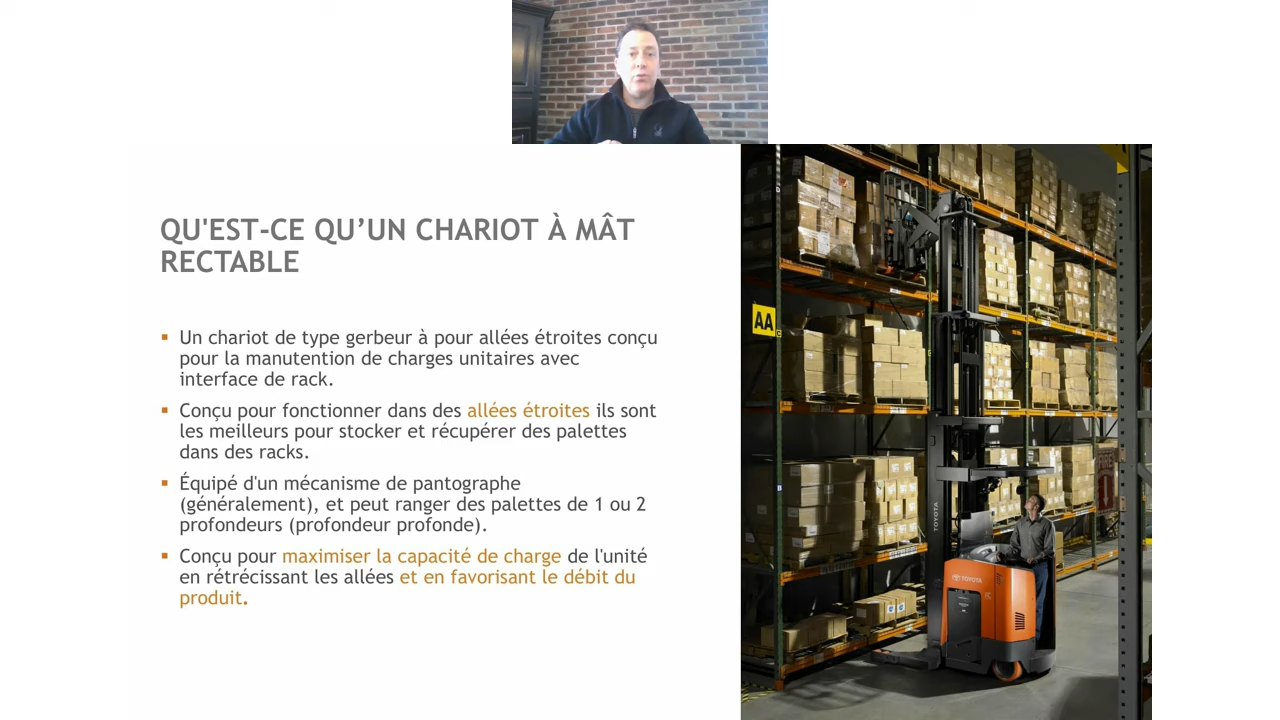 QU'EST-CE QU’UN CHARIOT À MÂT
RECTABLE
Un chariot de type gerbeur à pour allées étroites conçu
pour la manutention de charges unitaires avec
interface de rack.
Conçu pour fonctionner dans des allées étroites ils sont
les meilleurs pour stocker et récupérer des palettes
dans des racks.
Équipé d'un mécanisme de pantographe
(généralement), et peut ranger des palettes de 1 ou 2
profondeurs (profondeur profonde).
Conçu pour maximiser la capacité de charge de l'unité
en rétrécissant les allées et en favorisant le débit du
produit.
AA
FIRE
TOYOTA
TOYOTA